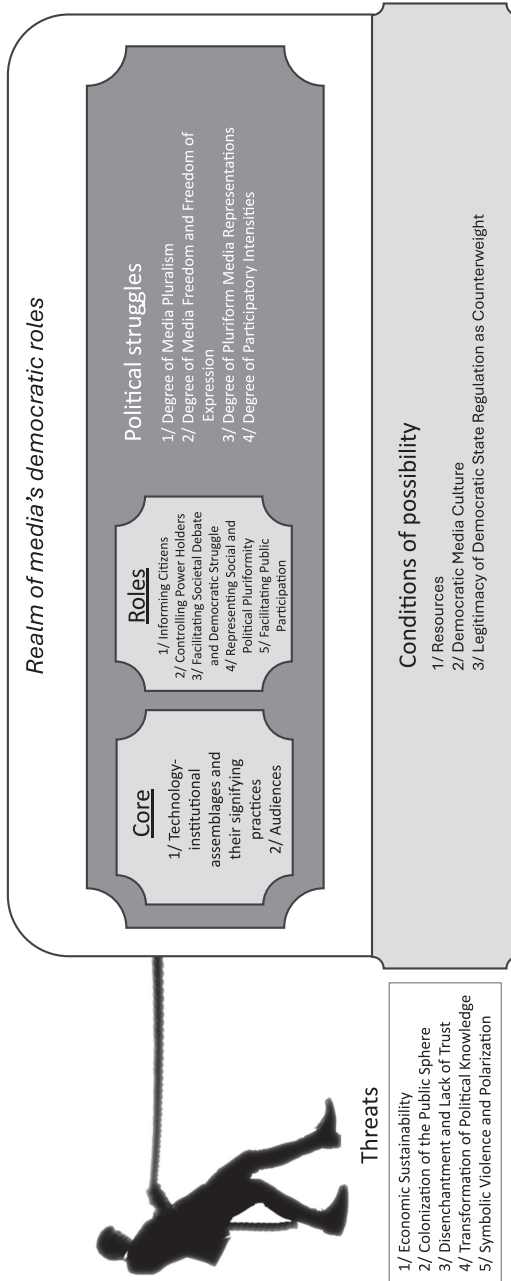 Realm of media's democratic roles
Core
1/ Technology-
institutional
assemblages and
their signifying
practices
2/ Audiences
Roles
1/ Informing Citizens
2/ Controlling Power Holders
3/ Facilitating Societal Debate
and Democratic Struggle
4/ Representing Social and
Political Pluriformity
5/ Facilitating Public
Participation
Political struggles
1/ Degree of Media Pluralism
2/ Degree of Media Freedom and Freedom of
Expression
3/ Degree of Pluriform Media Representations
4/ Degree of Participatory Intensities
Threats
1/ Economic Sustainability
2/ Colonization of the Public Sphere
3/ Disenchantment and Lack of Trust
4/ Transformation of Political Knowledge
5/ Symbolic Violence and Polarization
Conditions of possibility
1/ Resources
2/ Democratic Media Culture
3/ Legitimacy of Democratic State Regulation as Counterweight